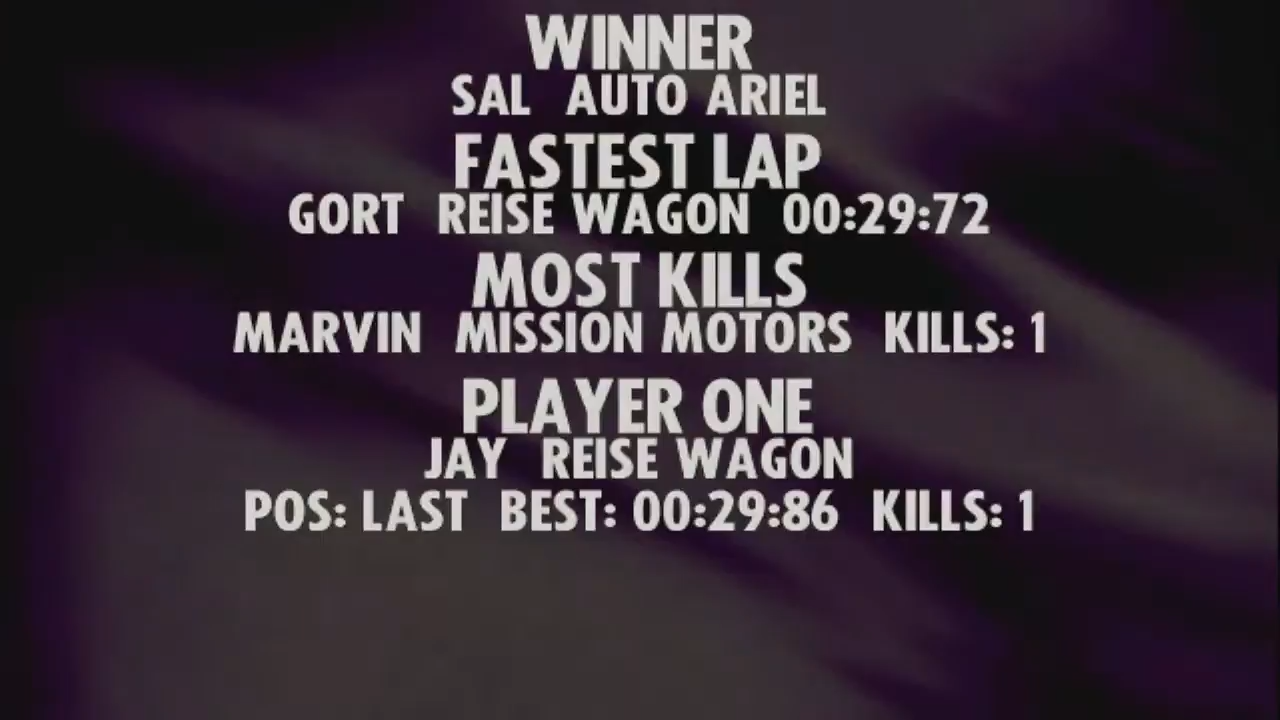 WINNER
SAL AUTO ARIEL
FASTEST LAP
GORT REISE WAGON 00:29:72
MOST KILLS
MARVIN MISSION MOTORS KILLS: 1
PLAYER ONE
JAY REISE WAGON
POS: LAST BEST: 00:29:86 KILLS: 1